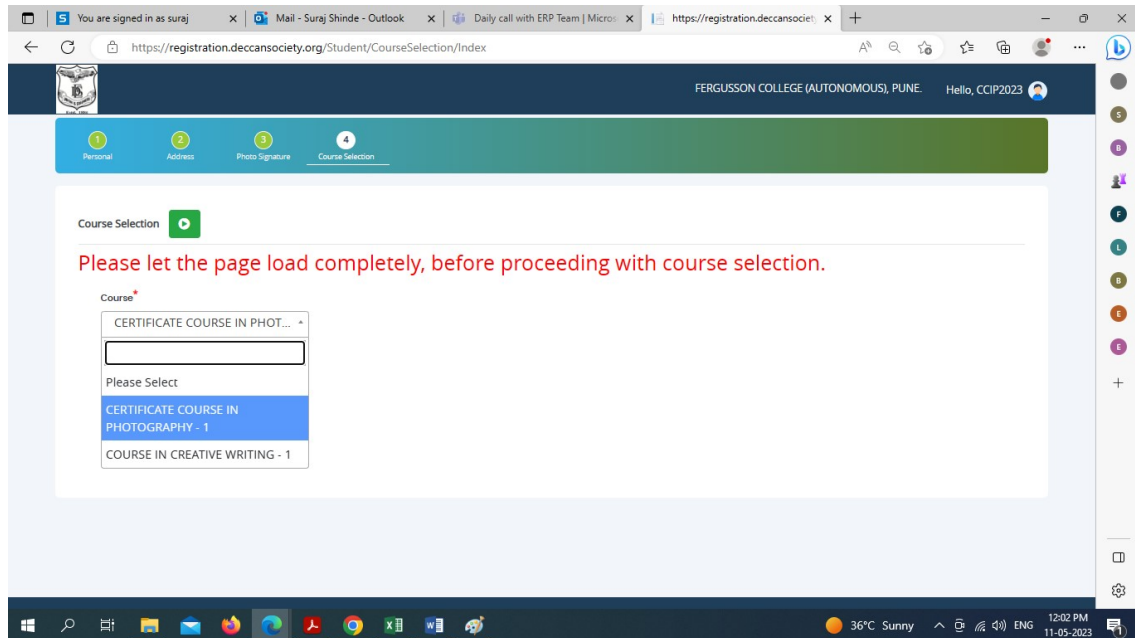 You are signed in as suraj
Mail - Suraj Shinde - Outlook
Daily call with ERP Team | Micros
https://registration.deccansociety
https://registration.deccansociety.org/Student/CourseSelection/Index
FERGUSSON COLLEGE (AUTONOMOUS), PUNE. Hello, CCIP2023
1 2 3 4
Personal Address Photo Signature Course Selection
Course Selection
Please let the page load completely, before proceeding with course selection.
Course*
CERTIFICATE COURSE IN PHOT...
Please Select
CERTIFICATE COURSE IN
PHOTOGRAPHY - 1
COURSE IN CREATIVE WRITING - 1
S
B
F
L
B
E
E
36°C Sunny ENG 12:02 PM
11-05-2023